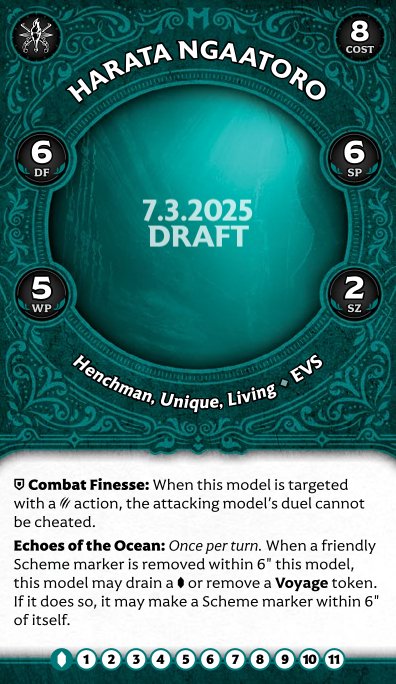 8
COST
HARATA NGAATORO
6
DF
6
SP
7.3.2025
DRAFT
5
WP
2
SZ
Henchman, Unique, Living • EVS
Combat Finesse: When this model is targeted
with a action, the attacking model's duel cannot
be cheated.
Echoes of the Ocean: Once per turn. When a friendly
Scheme marker is removed within 6" this model,
this model may drain a or remove a Voyage token.
If it does so, it may make a Scheme marker within 6"
of itself.
1 2 3 4 5 6 7 8 9 10 11